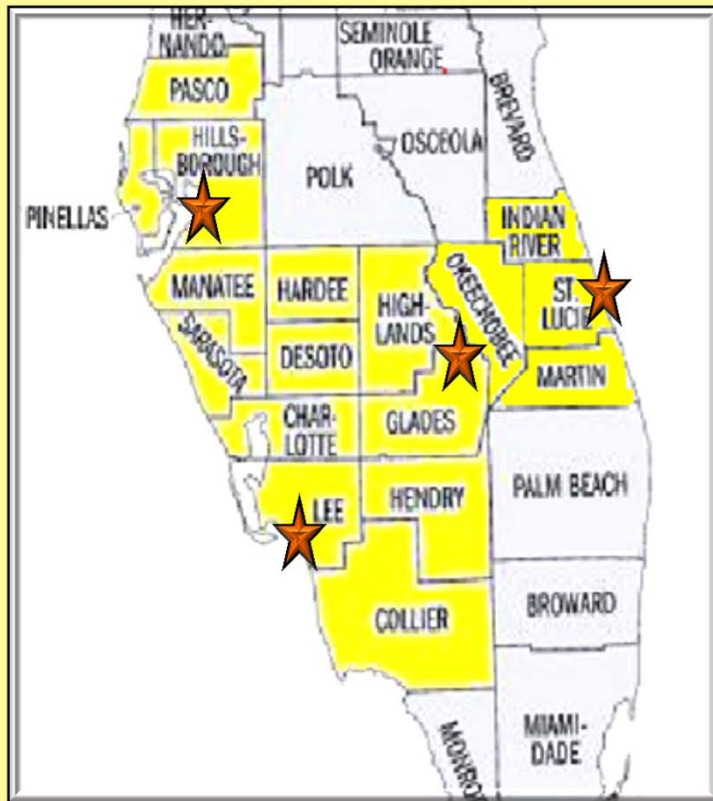 HER-
NANDO
SEMINOLE
ORANGE
PASCO
BREVARD
HILLS-
BOROUGH
OSCEOLA
POLK
PINELLAS
INDIAN
RIVER
MANATEE
HARDEE
HIGH-
LANDS
OKEECHOBEE
ST.
LUCIE
SARASOTA
DESOTO
MARTIN
CHAR-
LOTTE
GLADES
LEE
HENDRY
PALM BEACH
COLLIER
BROWARD
MIAMI-
DADE